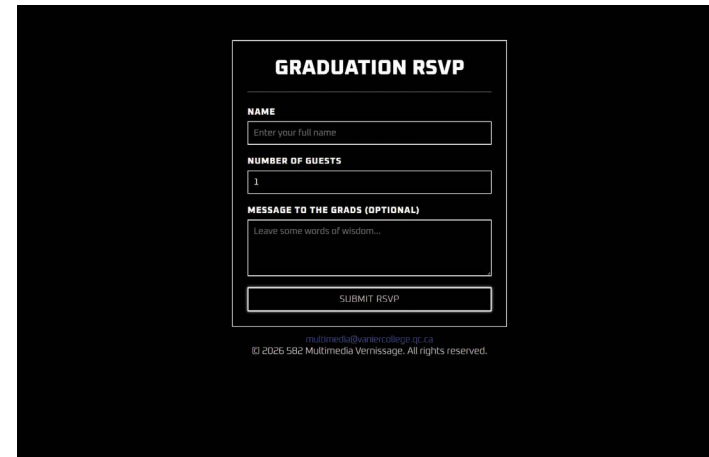 GRADUATION RSVP
NAME
Enter your full name
NUMBER OF GUESTS
1
MESSAGE TO THE GRADS (OPTIONAL)
Leave some words of wisdom...
SUBMIT RSVP
multimedia@vaniercollege.qc.ca
© 2026 582 Multimedia Vernissage. All rights reserved.